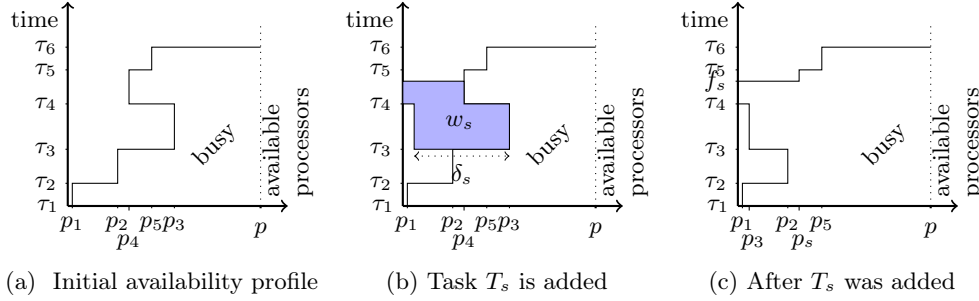 time
τ6
τ5
τ4
τ3
τ2
τ1
busy
available
processors
p1 p2 p5 p3 p
p4
(a) Initial availability profile
time
τ6
τ5
τ4
τ3
τ2
τ1
ws
δs
busy
available
processors
p1 p2 p5 p3 p
p4
(b) Task Ts is added
time
τ6
τ5
fs
τ4
τ3
τ2
τ1
busy
available
processors
p1 p2 p5 p
p3 ps
(c) After Ts was added